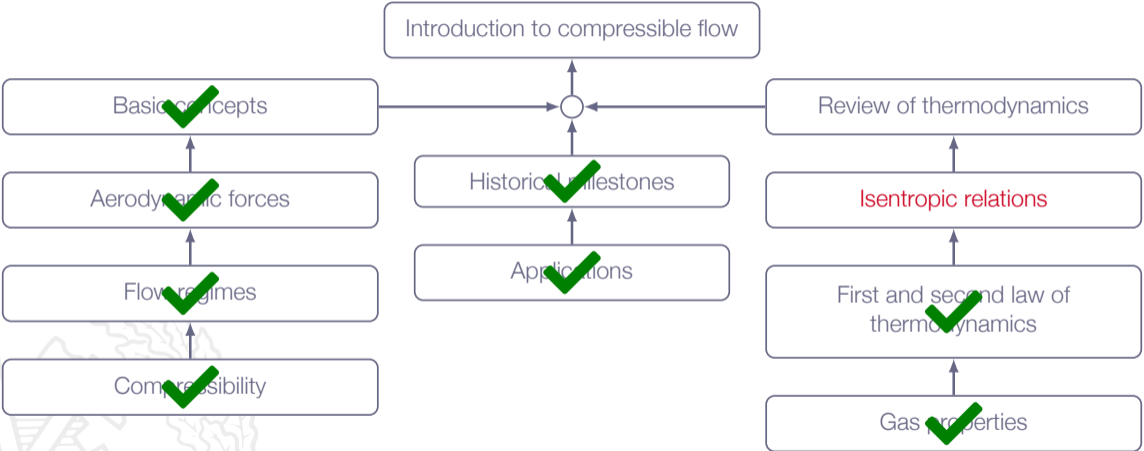 Introduction to compressible flow
Basic concepts
Review of thermodynamics
Historical milestones
Aerodynamic forces
Isentropic relations
Applications
Flow regimes
First and second law of
thermodynamics
Compressibility
Gas properties